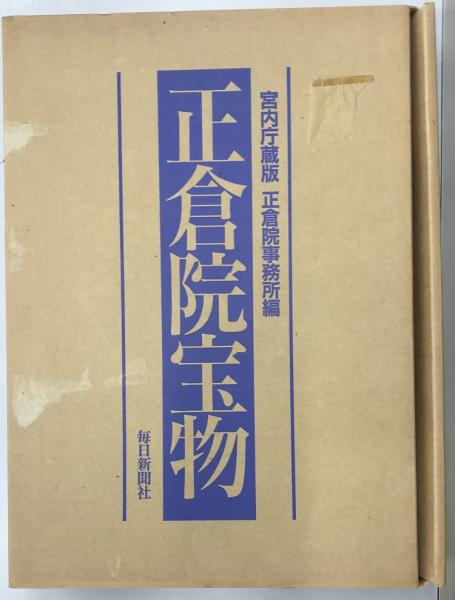 宮内庁蔵版 正倉院事務所編
正倉院宝物
毎日新聞社